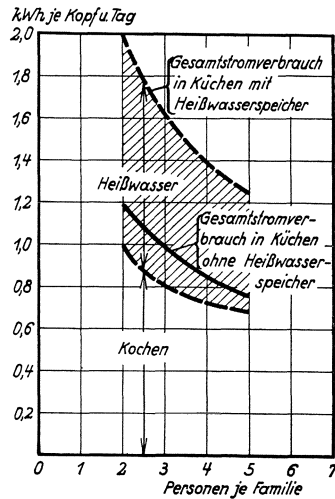 kWh je Kopf u. Tag
2,0
1,8
1,6
1,4
1,2
1,0
0,8
0,6
0,4
0,2
Gesamtstromverbrauch
in Küchen mit
Heißwasserspeicher
Heißwasser
Gesamtstromver-
brauch in Küchen
ohne Heißwasser-
speicher
Kochen
0 1 2 3 4 5 6 7
Personen je Familie